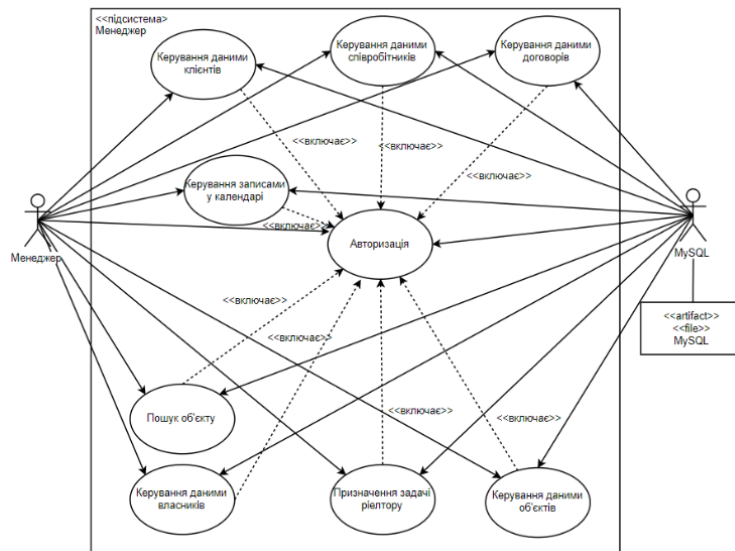 <<підсистема>
Менеджер
Керування даними
клієнтів
Керування даними
співробітників
Керування даними
договорів
<<включає>>
<<включає>>
<<включає>>
Керування записами
у календарі
<<включає>>
Авторизація
Менеджер
MySQL
<<включає>>
<<artifact>>
<<file>>
MySQL
<<включає>>
<<включає>>
<<включає>>
Пошук об'єкту
Керування даними
власників
Призначення задачі
ріелтору
Керування даними
об'єктів